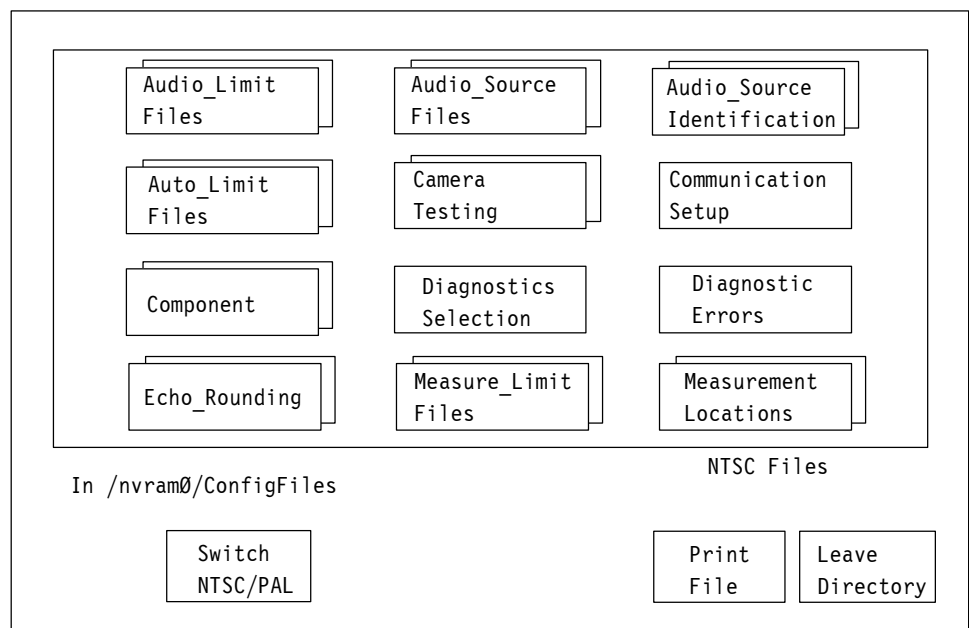 Audio_Limit
Files
Audio_Source
Files
Audio_Source
Identification
Auto_Limit
Files
Camera
Testing
Communication
Setup
Component
Diagnostics
Selection
Diagnostic
Errors
Echo_Rounding
Measure_Limit
Files
Measurement
Locations
NTSC Files
In /nvramØ/ConfigFiles
Switch
NTSC/PAL
Print
File
Leave
Directory